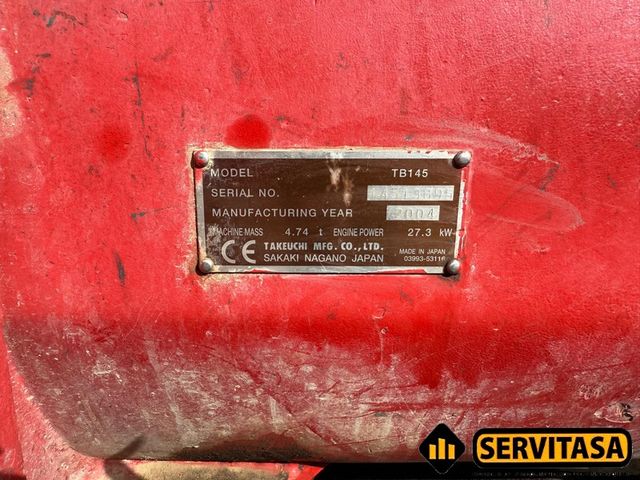 MODEL TB145
SERIAL NO.
MANUFACTURING YEAR 2004
MACHINE MASS 4.74 t ENGINE POWER 27.3 kW
CE TAKEUCHI MFG. CO., LTD.
SAKAKI NAGANO JAPAN
MADE IN JAPAN
03993-53116
SERVITASA